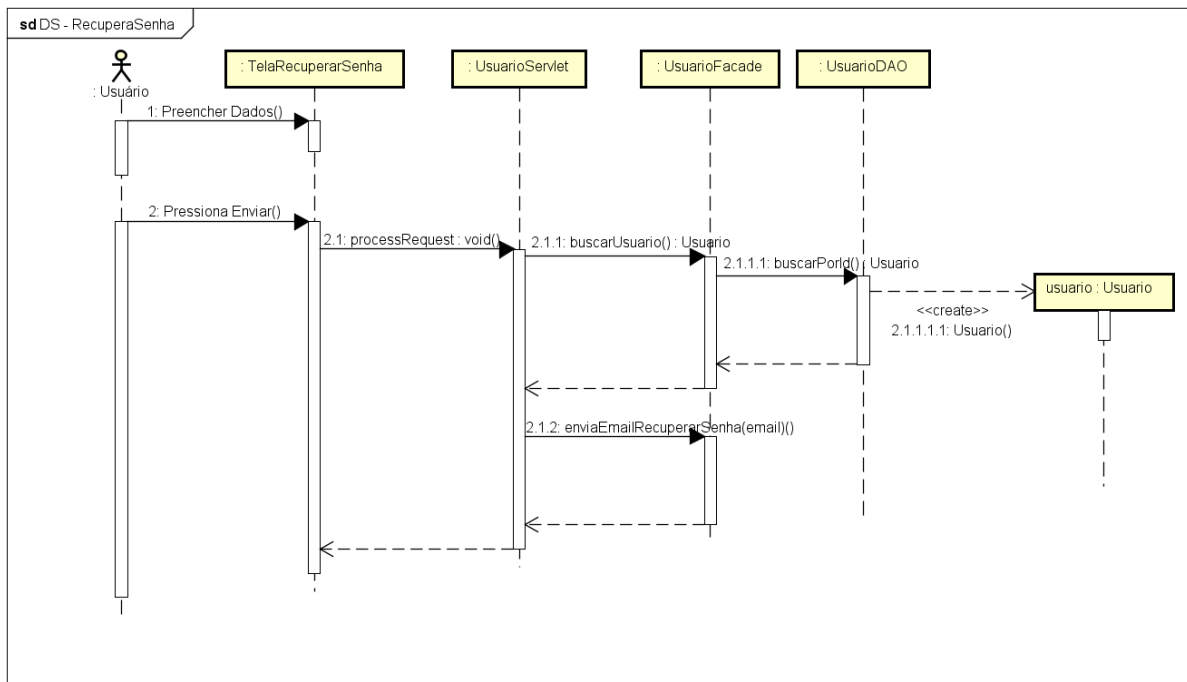 sd DS - RecuperaSenha
: Usuário
: TelaRecuperarSenha
: UsuarioServlet
: UsuarioFacade
: UsuarioDAO
1: Preencher Dados()
2: Pressiona Enviar()
2.1: processRequest : void()
2.1.1: buscarUsuario() : Usuario
2.1.1.1: buscarPorId() : Usuario
usuario : Usuario
<<create>>
2.1.1.1.1: Usuario()
2.1.2: enviaEmailRecuperarSenha(email)()